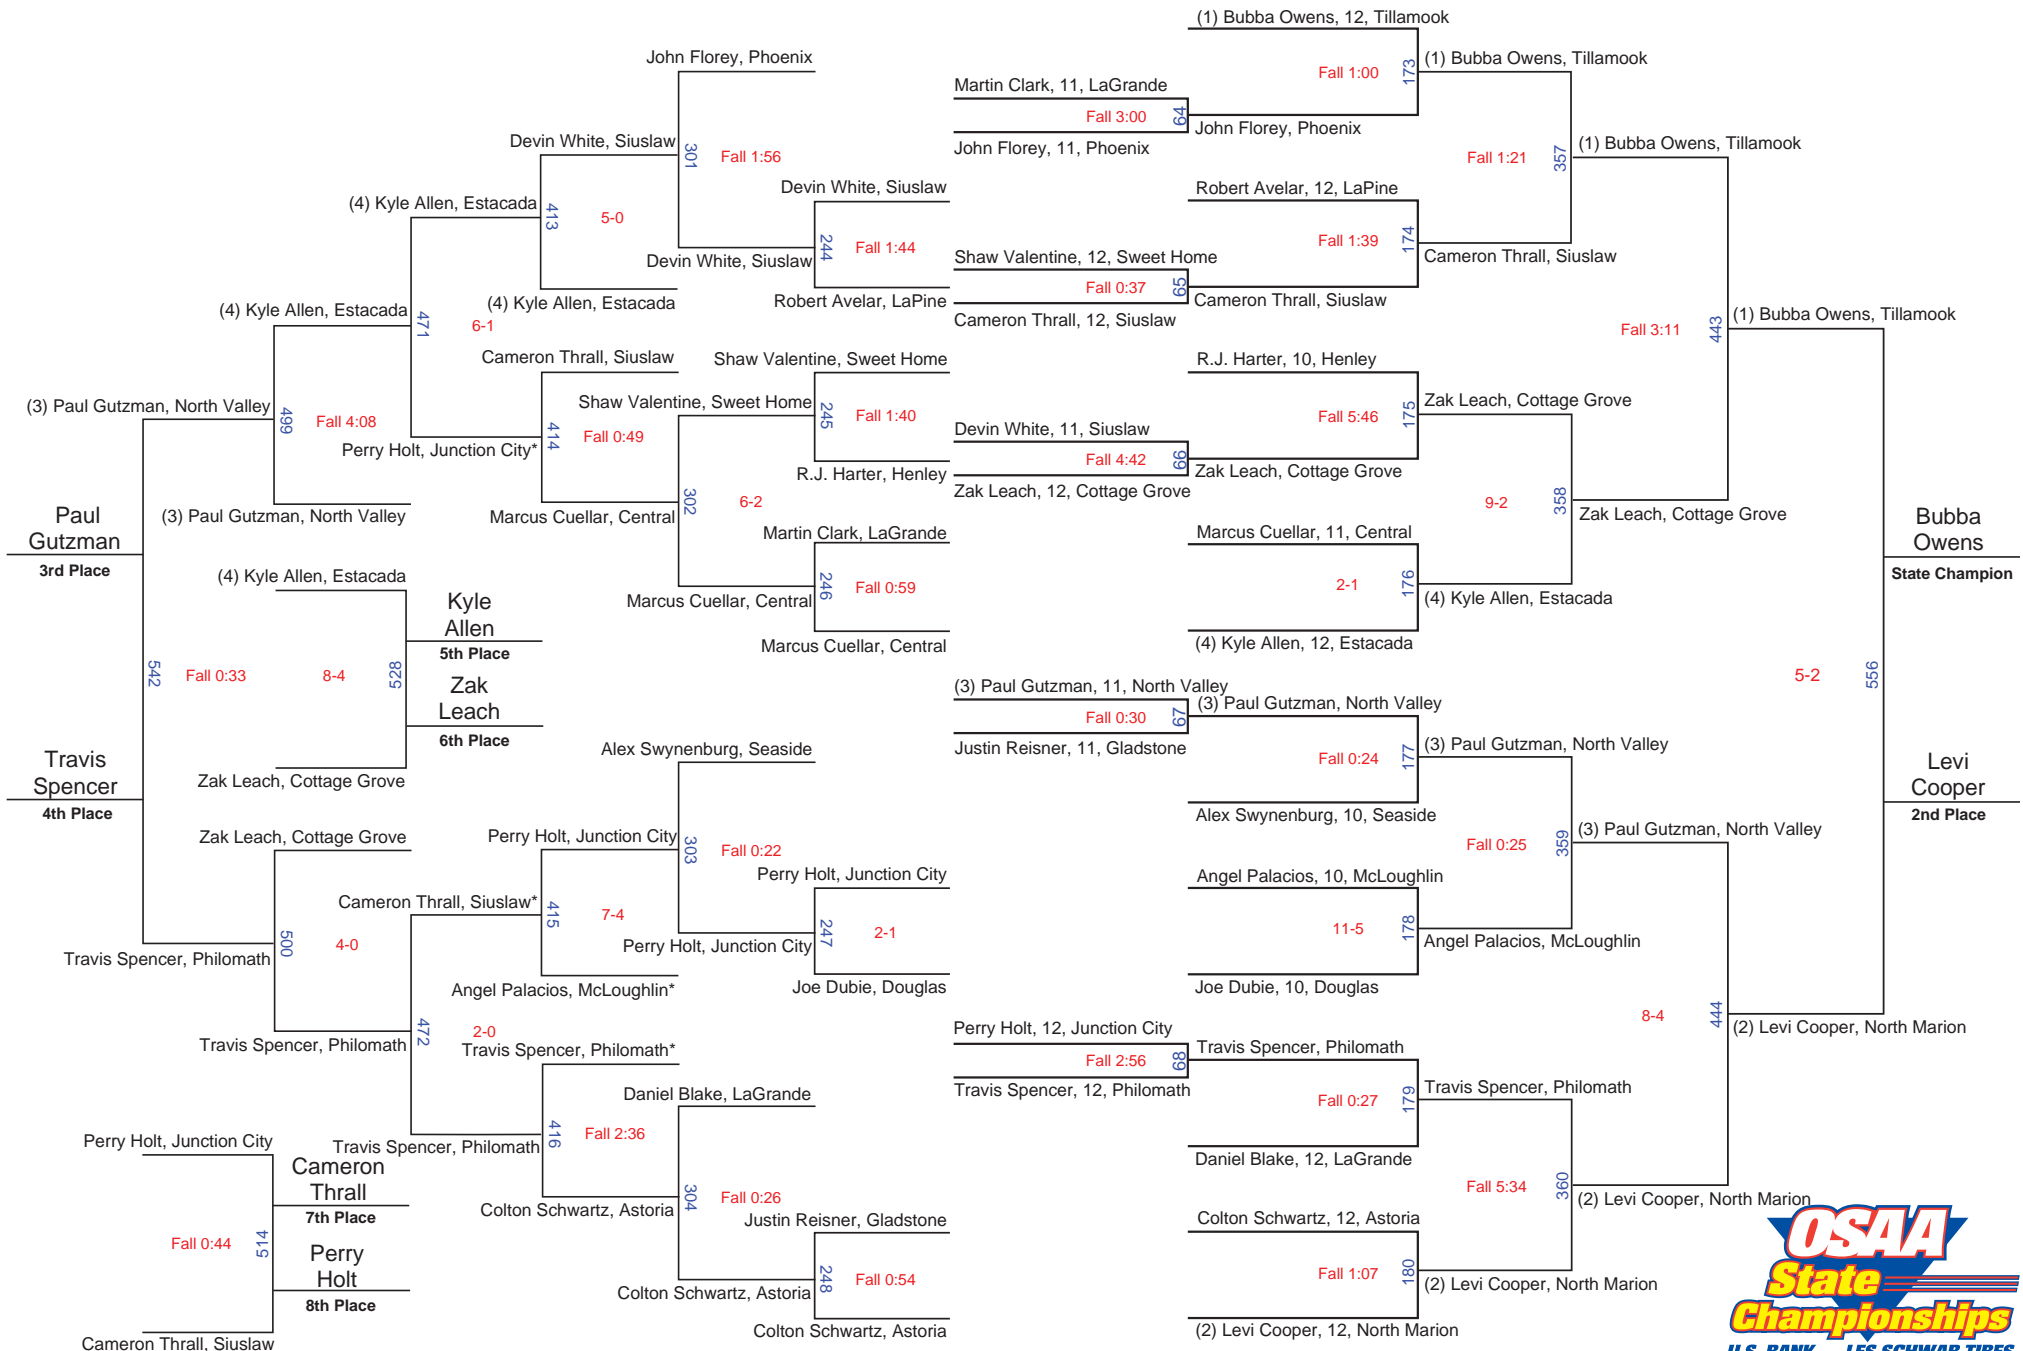 (1) Bubba Owens, 12, Tillamook
John Florey, Phoenix
(1) Bubba Owens, Tillamook
Fall 1:00
173
Martin Clark, 11, LaGrande
Fall 3:00
64
John Florey, Phoenix
John Florey, 11, Phoenix
Devin White, Siuslaw
301
Fall 1:56
Fall 1:21
357
(1) Bubba Owens, Tillamook
Devin White, Siuslaw
Robert Avelar, 12, LaPine
(4) Kyle Allen, Estacada
413
5-0
244
Fall 1:44
Fall 1:39
174
Devin White, Siuslaw
Shaw Valentine, 12, Sweet Home
Cameron Thrall, Siuslaw
Fall 0:37
65
(4) Kyle Allen, Estacada
Robert Avelar, LaPine
Cameron Thrall, Siuslaw
Cameron Thrall, 12, Siuslaw
(4) Kyle Allen, Estacada
471
6-1
Fall 3:11
443
(1) Bubba Owens, Tillamook
Cameron Thrall, Siuslaw
Shaw Valentine, Sweet Home
R.J. Harter, 10, Henley
(3) Paul Gutzman, North Valley
499
Fall 4:08
Shaw Valentine, Sweet Home
245
Fall 1:40
Fall 5:46
175
Zak Leach, Cottage Grove
Perry Holt, Junction City*
414
Fall 0:49
Devin White, 11, Siuslaw
Fall 4:42
66
R.J. Harter, Henley
Zak Leach, Cottage Grove
Zak Leach, 12, Cottage Grove
(3) Paul Gutzman, North Valley
Marcus Cuellar, Central
302
6-2
9-2
358
Zak Leach, Cottage Grove
Paul
Gutzman
3rd Place
Martin Clark, LaGrande
Marcus Cuellar, 11, Central
Bubba
Owens
State Champion
(4) Kyle Allen, Estacada
Kyle
Allen
5th Place
Marcus Cuellar, Central
246
Fall 0:59
2-1
176
(4) Kyle Allen, Estacada
Marcus Cuellar, Central
(4) Kyle Allen, 12, Estacada
542
Fall 0:33
8-4
528
5-2
556
Zak
Leach
6th Place
(3) Paul Gutzman, 11, North Valley
Fall 0:30
67
(3) Paul Gutzman, North Valley
Justin Reisner, 11, Gladstone
Travis
Spencer
4th Place
Zak Leach, Cottage Grove
Alex Swynenburg, Seaside
Fall 0:24
177
(3) Paul Gutzman, North Valley
Levi
Cooper
2nd Place
Alex Swynenburg, 10, Seaside
Zak Leach, Cottage Grove
Perry Holt, Junction City
303
Fall 0:22
Fall 0:25
359
(3) Paul Gutzman, North Valley
Perry Holt, Junction City
Angel Palacios, 10, McLoughlin
Cameron Thrall, Siuslaw*
415
7-4
247
2-1
11-5
178
Angel Palacios, McLoughlin
500
4-0
Perry Holt, Junction City
Travis Spencer, Philomath
Angel Palacios, McLoughlin*
Joe Dubie, Douglas
Joe Dubie, 10, Douglas
Travis Spencer, Philomath
472
2-0
8-4
444
(2) Levi Cooper, North Marion
Travis Spencer, Philomath*
Perry Holt, 12, Junction City
Fall 2:56
68
Travis Spencer, Philomath
Travis Spencer, 12, Philomath
Daniel Blake, LaGrande
Fall 0:27
179
Travis Spencer, Philomath
Perry Holt, Junction City
Travis Spencer, Philomath
416
Fall 2:36
Daniel Blake, 12, LaGrande
Cameron
Thrall
7th Place
Colton Schwartz, Astoria
304
Fall 0:26
Fall 5:34
360
(2) Levi Cooper, North Marion
Justin Reisner, Gladstone
Colton Schwartz, 12, Astoria
Fall 0:44
514
Perry
Holt
8th Place
Colton Schwartz, Astoria
248
Fall 0:54
Fall 1:07
180
(2) Levi Cooper, North Marion
Cameron Thrall, Siuslaw
Colton Schwartz, Astoria
(2) Levi Cooper, 12, North Marion
OSAA
State
Championships
U.S. BANK LES SCHWAB TIRES